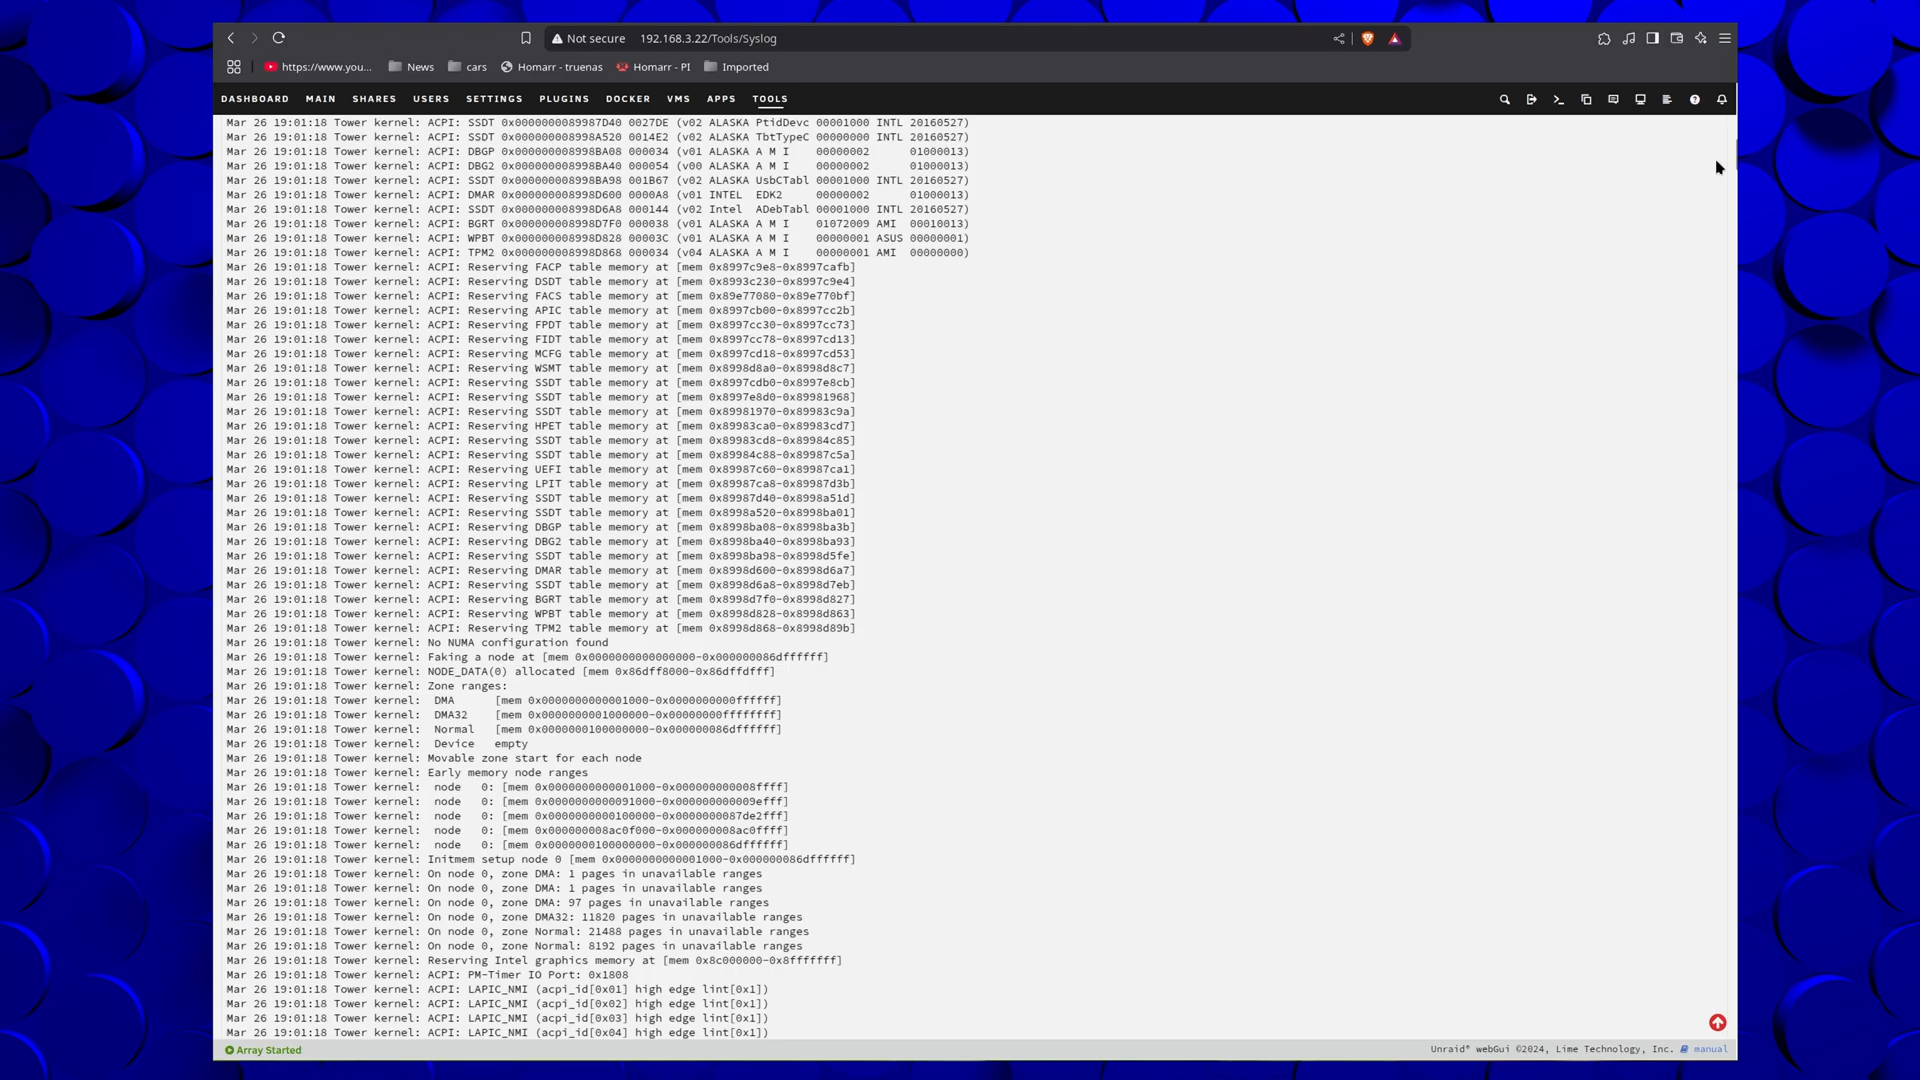 Not secure 192.168.3.22/Tools/Syslog
https://www.you... News cars Homarr - truenas Homarr - PI Imported
DASHBOARD MAIN SHARES USERS SETTINGS PLUGINS DOCKER VMS APPS TOOLS
Mar 26 19:01:18 Tower kernel: ACPI: SSDT 0x0000000089987D40 0027DE (v02 ALASKA PtidDevc 00001000 INTL 20160527)
Mar 26 19:01:18 Tower kernel: ACPI: SSDT 0x000000008998A520 0014E2 (v02 ALASKA TbtTypeC 00000000 INTL 20160527)
Mar 26 19:01:18 Tower kernel: ACPI: DBGP 0x000000008998BA08 000034 (v01 ALASKA A M I 00000002 01000013)
Mar 26 19:01:18 Tower kernel: ACPI: DBG2 0x000000008998BA40 000054 (v00 ALASKA A M I 00000002 01000013)
Mar 26 19:01:18 Tower kernel: ACPI: SSDT 0x000000008998BA98 001B67 (v02 ALASKA UsbCTabl 00001000 INTL 20160527)
Mar 26 19:01:18 Tower kernel: ACPI: DMAR 0x000000008998D600 0000A8 (v01 INTEL EDK2 00000002 01000013)
Mar 26 19:01:18 Tower kernel: ACPI: SSDT 0x000000008998D6A8 000144 (v02 Intel ADebTabl 00001000 INTL 20160527)
Mar 26 19:01:18 Tower kernel: ACPI: BGRT 0x000000008998D7F0 000038 (v01 ALASKA A M I 01072009 AMI 00010013)
Mar 26 19:01:18 Tower kernel: ACPI: WPBT 0x000000008998D828 00003C (v01 ALASKA A M I 00000001 ASUS 00000001)
Mar 26 19:01:18 Tower kernel: ACPI: TPM2 0x000000008998D868 000034 (v04 ALASKA A M I 00000001 AMI 00000000)
Mar 26 19:01:18 Tower kernel: ACPI: Reserving FACP table memory at [mem 0x8997c9e8-0x8997cafb]
Mar 26 19:01:18 Tower kernel: ACPI: Reserving DSDT table memory at [mem 0x8993c230-0x8997c9e4]
Mar 26 19:01:18 Tower kernel: ACPI: Reserving FACS table memory at [mem 0x89e77080-0x89e770bf]
Mar 26 19:01:18 Tower kernel: ACPI: Reserving APIC table memory at [mem 0x8997cb00-0x8997cc2b]
Mar 26 19:01:18 Tower kernel: ACPI: Reserving FPDT table memory at [mem 0x8997cc30-0x8997cc73]
Mar 26 19:01:18 Tower kernel: ACPI: Reserving FIDT table memory at [mem 0x8997cc78-0x8997cd13]
Mar 26 19:01:18 Tower kernel: ACPI: Reserving MCFG table memory at [mem 0x8997cd18-0x8997cd53]
Mar 26 19:01:18 Tower kernel: ACPI: Reserving WSMT table memory at [mem 0x8998d8a0-0x8998d8c7]
Mar 26 19:01:18 Tower kernel: ACPI: Reserving SSDT table memory at [mem 0x8997cdb0-0x8997e8cb]
Mar 26 19:01:18 Tower kernel: ACPI: Reserving SSDT table memory at [mem 0x8997e8d0-0x89981968]
Mar 26 19:01:18 Tower kernel: ACPI: Reserving SSDT table memory at [mem 0x89981970-0x89983c9a]
Mar 26 19:01:18 Tower kernel: ACPI: Reserving HPET table memory at [mem 0x89983ca0-0x89983cd7]
Mar 26 19:01:18 Tower kernel: ACPI: Reserving SSDT table memory at [mem 0x89983cd8-0x89984c85]
Mar 26 19:01:18 Tower kernel: ACPI: Reserving SSDT table memory at [mem 0x89984c88-0x89987c5a]
Mar 26 19:01:18 Tower kernel: ACPI: Reserving UEFI table memory at [mem 0x89987c60-0x89987ca1]
Mar 26 19:01:18 Tower kernel: ACPI: Reserving LPIT table memory at [mem 0x89987ca8-0x89987d3b]
Mar 26 19:01:18 Tower kernel: ACPI: Reserving SSDT table memory at [mem 0x89987d40-0x8998a51d]
Mar 26 19:01:18 Tower kernel: ACPI: Reserving SSDT table memory at [mem 0x8998a520-0x8998ba01]
Mar 26 19:01:18 Tower kernel: ACPI: Reserving DBGP table memory at [mem 0x8998ba08-0x8998ba3b]
Mar 26 19:01:18 Tower kernel: ACPI: Reserving DBG2 table memory at [mem 0x8998ba40-0x8998ba93]
Mar 26 19:01:18 Tower kernel: ACPI: Reserving SSDT table memory at [mem 0x8998ba98-0x8998d5fe]
Mar 26 19:01:18 Tower kernel: ACPI: Reserving DMAR table memory at [mem 0x8998d600-0x8998d6a7]
Mar 26 19:01:18 Tower kernel: ACPI: Reserving SSDT table memory at [mem 0x8998d6a8-0x8998d7eb]
Mar 26 19:01:18 Tower kernel: ACPI: Reserving BGRT table memory at [mem 0x8998d7f0-0x8998d827]
Mar 26 19:01:18 Tower kernel: ACPI: Reserving WPBT table memory at [mem 0x8998d828-0x8998d863]
Mar 26 19:01:18 Tower kernel: ACPI: Reserving TPM2 table memory at [mem 0x8998d868-0x8998d89b]
Mar 26 19:01:18 Tower kernel: No NUMA configuration found
Mar 26 19:01:18 Tower kernel: Faking a node at [mem 0x0000000000000000-0x000000086dffffff]
Mar 26 19:01:18 Tower kernel: NODE_DATA(0) allocated [mem 0x86dff8000-0x86dffdfff]
Mar 26 19:01:18 Tower kernel: Zone ranges:
Mar 26 19:01:18 Tower kernel: DMA [mem 0x0000000000001000-0x0000000000ffffff]
Mar 26 19:01:18 Tower kernel: DMA32 [mem 0x0000000001000000-0x00000000ffffffff]
Mar 26 19:01:18 Tower kernel: Normal [mem 0x0000000100000000-0x000000086dffffff]
Mar 26 19:01:18 Tower kernel: Device empty
Mar 26 19:01:18 Tower kernel: Movable zone start for each node
Mar 26 19:01:18 Tower kernel: Early memory node ranges
Mar 26 19:01:18 Tower kernel: node 0: [mem 0x0000000000001000-0x000000000008ffff]
Mar 26 19:01:18 Tower kernel: node 0: [mem 0x0000000000091000-0x000000000009efff]
Mar 26 19:01:18 Tower kernel: node 0: [mem 0x0000000000100000-0x0000000087de2fff]
Mar 26 19:01:18 Tower kernel: node 0: [mem 0x000000008ac0f000-0x000000008ac0ffff]
Mar 26 19:01:18 Tower kernel: node 0: [mem 0x0000000100000000-0x000000086dffffff]
Mar 26 19:01:18 Tower kernel: Initmem setup node 0 [mem 0x0000000000001000-0x000000086dffffff]
Mar 26 19:01:18 Tower kernel: On node 0, zone DMA: 1 pages in unavailable ranges
Mar 26 19:01:18 Tower kernel: On node 0, zone DMA: 1 pages in unavailable ranges
Mar 26 19:01:18 Tower kernel: On node 0, zone DMA: 97 pages in unavailable ranges
Mar 26 19:01:18 Tower kernel: On node 0, zone DMA32: 11820 pages in unavailable ranges
Mar 26 19:01:18 Tower kernel: On node 0, zone Normal: 21488 pages in unavailable ranges
Mar 26 19:01:18 Tower kernel: On node 0, zone Normal: 8192 pages in unavailable ranges
Mar 26 19:01:18 Tower kernel: Reserving Intel graphics memory at [mem 0x8c000000-0x8fffffff]
Mar 26 19:01:18 Tower kernel: ACPI: PM-Timer IO Port: 0x1808
Mar 26 19:01:18 Tower kernel: ACPI: LAPIC_NMI (acpi_id[0x01] high edge lint[0x1])
Mar 26 19:01:18 Tower kernel: ACPI: LAPIC_NMI (acpi_id[0x02] high edge lint[0x1])
Mar 26 19:01:18 Tower kernel: ACPI: LAPIC_NMI (acpi_id[0x03] high edge lint[0x1])
Mar 26 19:01:18 Tower kernel: ACPI: LAPIC_NMI (acpi_id[0x04] high edge lint[0x1])
Array Started Unraid® webGui ©2024, Lime Technology, Inc. manual